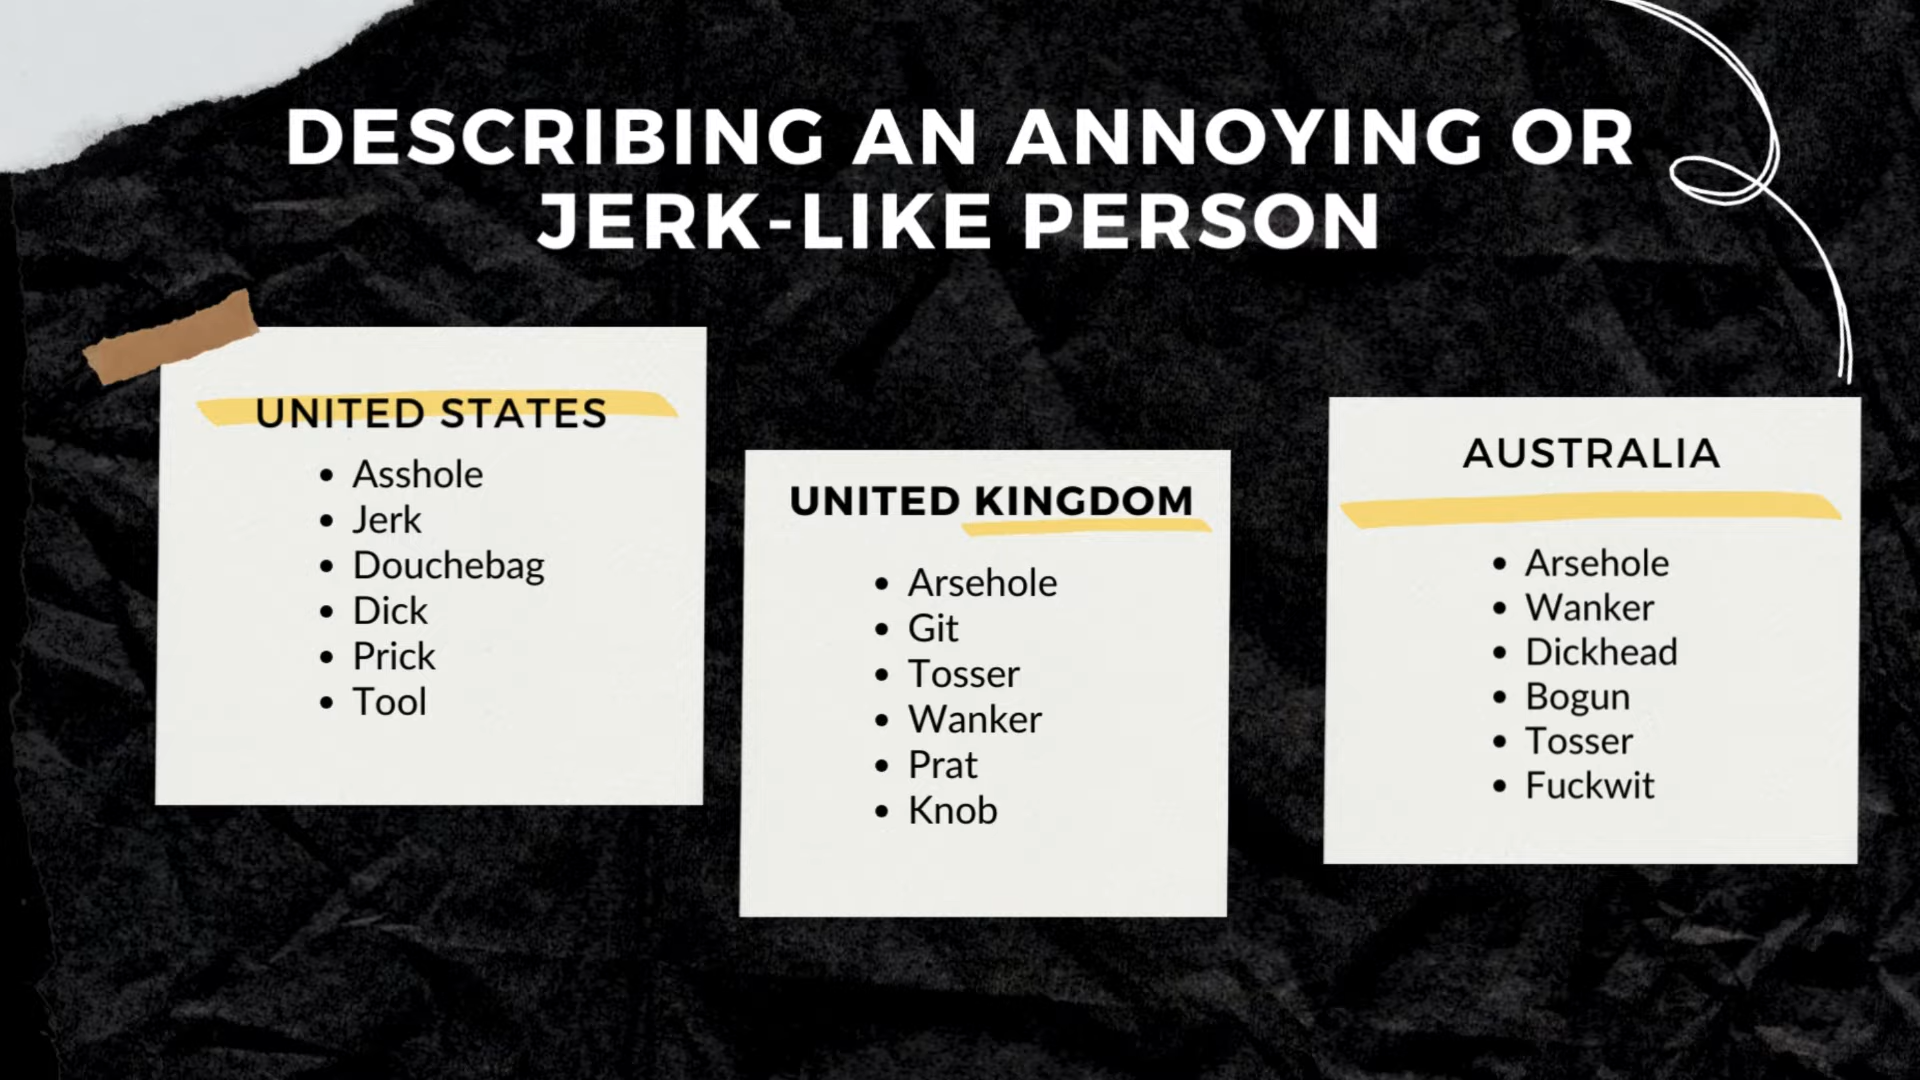 DESCRIBING AN ANNOYING OR
JERK-LIKE PERSON
UNITED STATES
• Asshole
• Jerk
• Douchebag
• Dick
• Prick
• Tool
UNITED KINGDOM
• Arsehole
• Git
• Tosser
• Wanker
• Prat
• Knob
AUSTRALIA
• Arsehole
• Wanker
• Dickhead
• Bogun
• Tosser
• Fuckwit